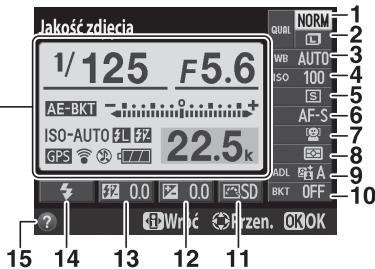 Jakość zdjęcia
QUAL NORM 1
L 2
1/125 F5.6
WB AUTO 3
ISO 100 4
AE-BKT - 0 +
S 5
AF-S 6
ISO-AUTO
7
GPS 22.5k
8
ADL A 9
0.0 0.0 SD
BKT OFF 10
? i Wróć Przen. OK OK
15 14 13 12 11